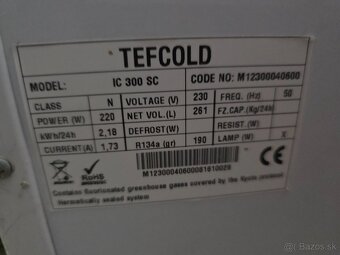 TEFCOLD
MODEL: IC 300 SC CODE NO: M12300040600
CLASS N VOLTAGE (V) 230 FREQ. (Hz) 50
POWER (W) 220 NET VOL.(L) 261 FZ.CAP.(Kg/24h)
kWh/24h 2,18 DEFROST(W) RESIST. (W)
CURRENT(A) 1,73 R134a (gr) 190 LAMP (W) X
RoHS
CE
M1230004060008161002
Contains fluorinated greenhouse gases covered by the Kyoto protocol
Hermetically sealed system
bazos.sk